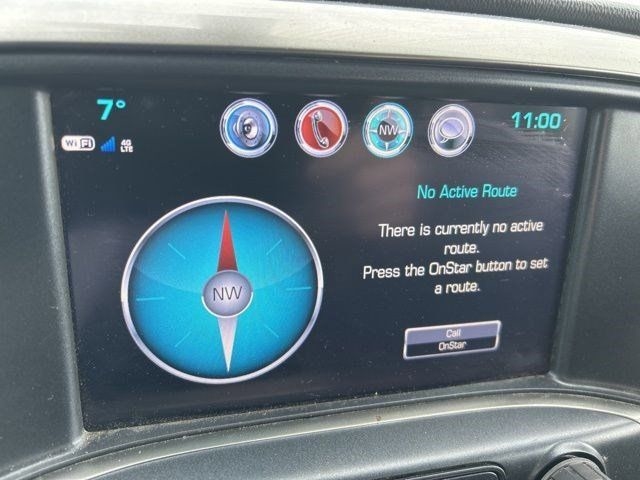 7°
11:00
WiFi
4G
LTE
NW
No Active Route
There is currently no active
route.
Press the OnStar button to set
a route.
NW
Call
OnStar